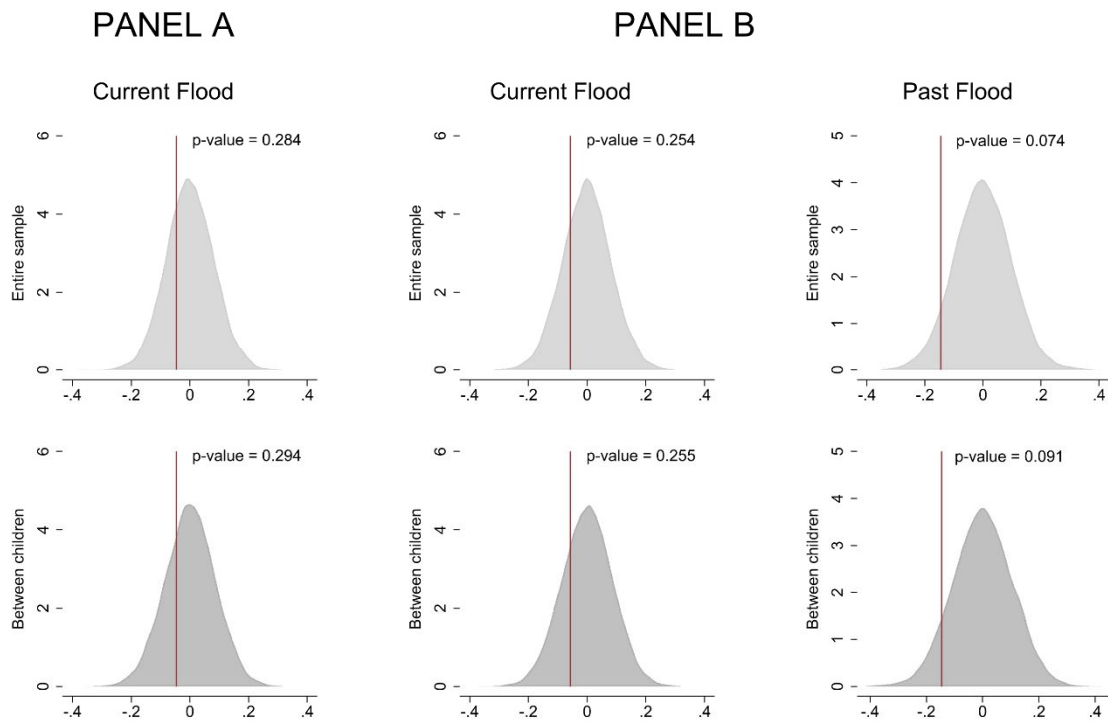 PANEL A
PANEL B
Current Flood
Current Flood
Past Flood
Entire sample
6
4
2
0
p-value = 0.284
-.4 -.2 0 .2 .4
Entire sample
6
4
2
0
p-value = 0.254
-.4 -.2 0 .2 .4
Entire sample
5
4
3
2
1
0
p-value = 0.074
-.4 -.2 0 .2 .4
Between children
6
4
2
0
p-value = 0.294
-.4 -.2 0 .2 .4
Between children
6
4
2
0
p-value = 0.255
-.4 -.2 0 .2 .4
Between children
5
4
3
2
1
0
p-value = 0.091
-.4 -.2 0 .2 .4